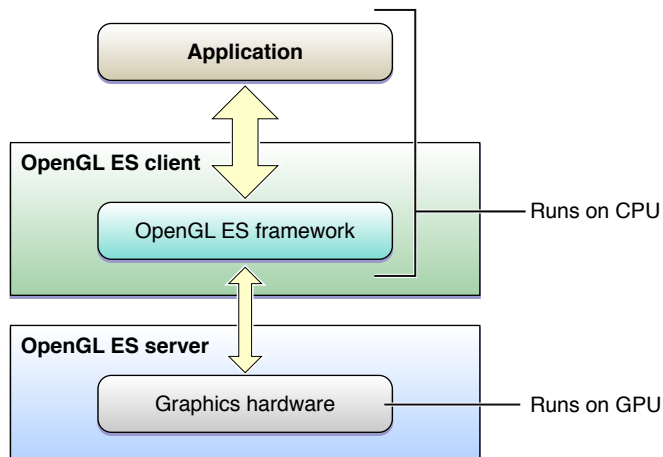 Application
OpenGL ES client
OpenGL ES framework
Runs on CPU
OpenGL ES server
Graphics hardware
Runs on GPU